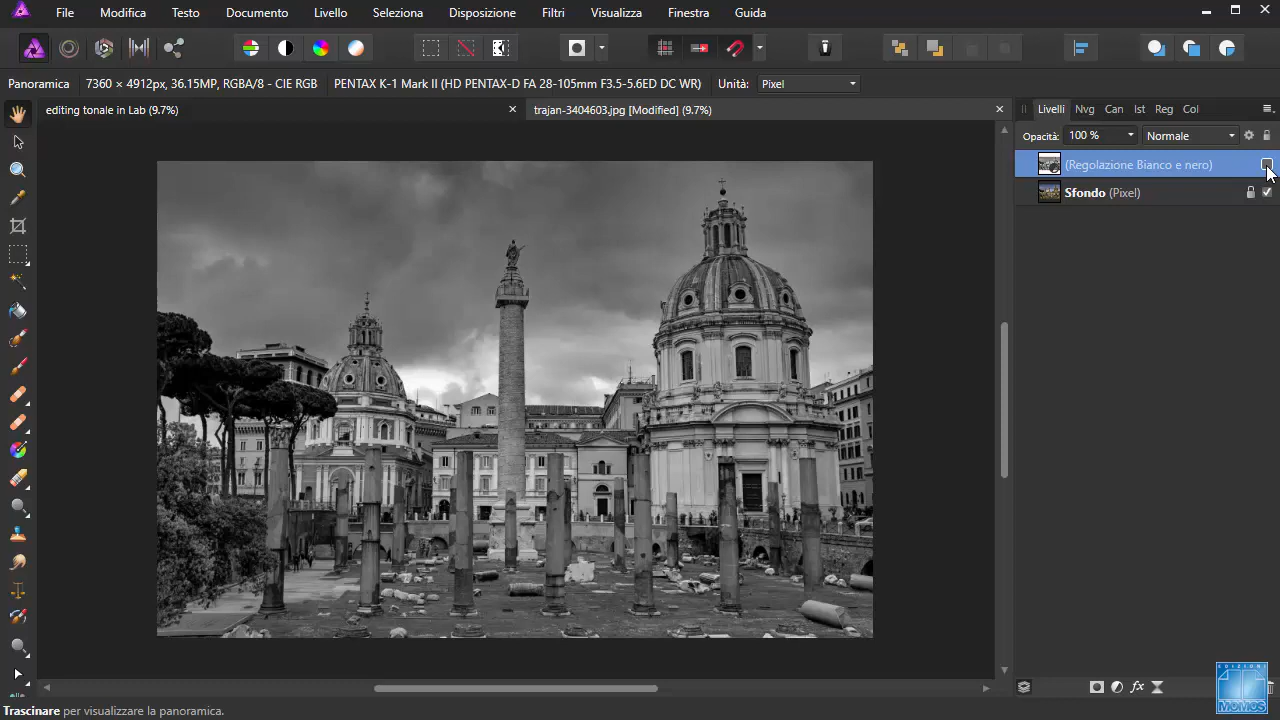 File Modifica Testo Documento Livello Seleziona Disposizione Filtri Visualizza Finestra Guida
Panoramica 7360 × 4912px, 36.15MP, RGBA/8 - CIE RGB PENTAX K-1 Mark II (HD PENTAX-D FA 28-105mm F3.5-5.6ED DC WR) Unità: Pixel
editing tonale in Lab (9.7%) trajan-3404603.jpg [Modified] (9.7%)
Livelli Nvg Can Ist Reg Col
Opacità: 100 % Normale
(Regolazione Bianco e nero)
Sfondo (Pixel)
fx
EDIZIONI
MOMOS
Trascinare per visualizzare la panoramica.